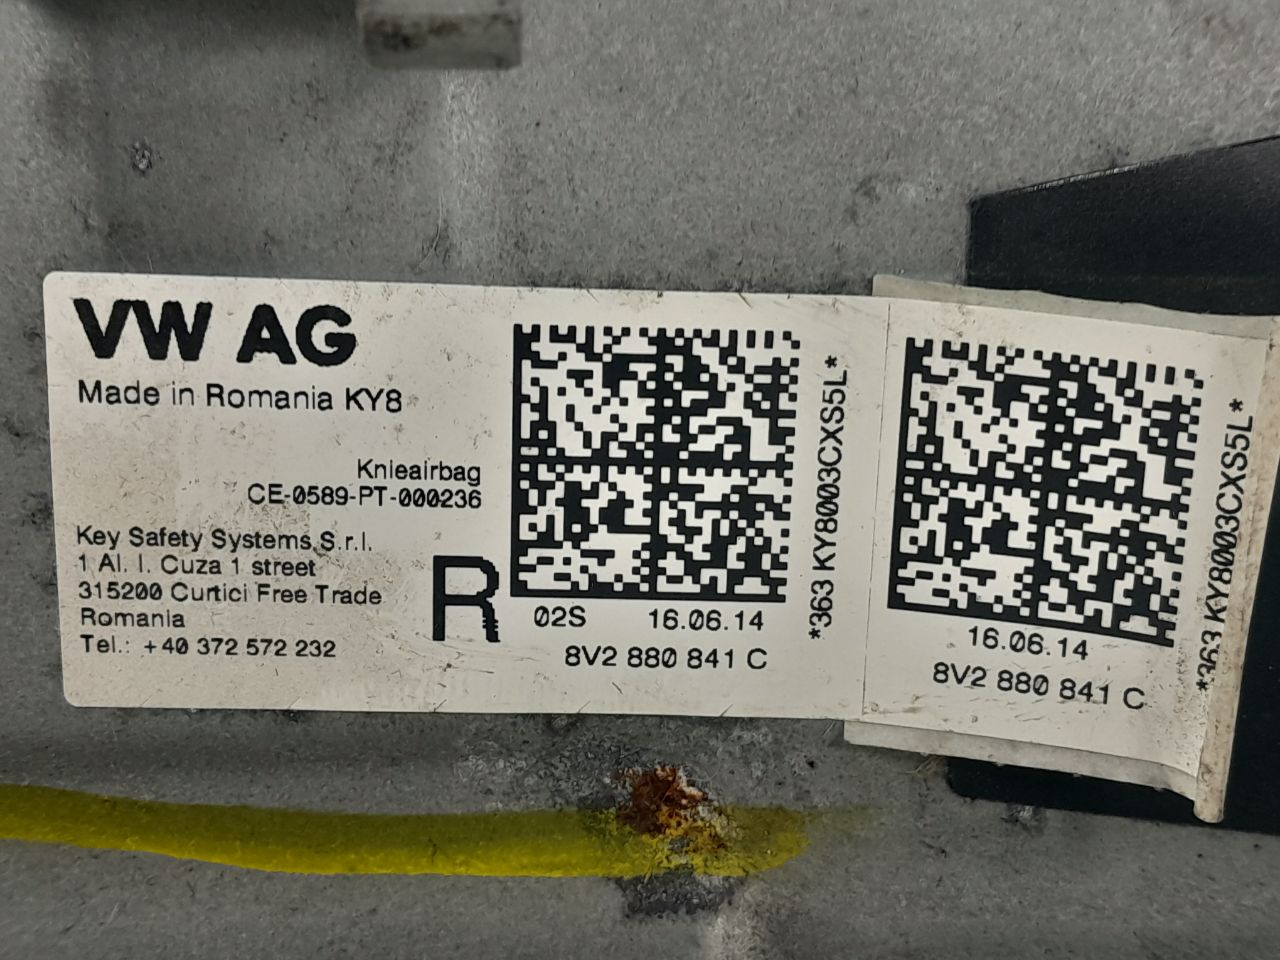 VW AG
Made in Romania KY8
Knieairbag
CE-0589-PT-000236
Key Safety Systems S.r.l.
1 Al. I. Cuza 1 street
315200 Curtici Free Trade
Romania
Tel.: +40 372 572 232
R
02S 16.06.14
8V2 880 841 C
*363 KY8003CXS5L*
16.06.14
8V2 880 841 C
*363 KY8003CXS5L*